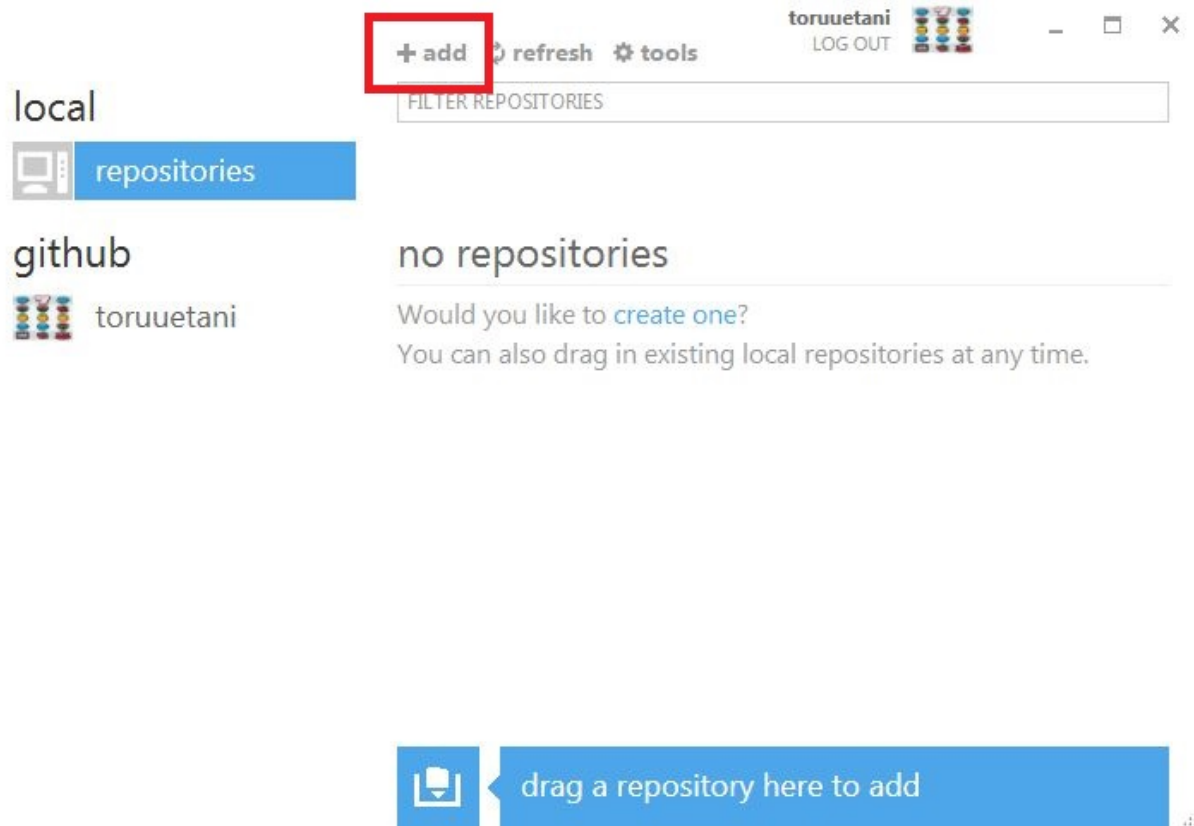 toruuetani
LOG OUT
+ add refresh tools
FILTER REPOSITORIES
local
repositories
github
toruuetani
no repositories
Would you like to create one?
You can also drag in existing local repositories at any time.
drag a repository here to add